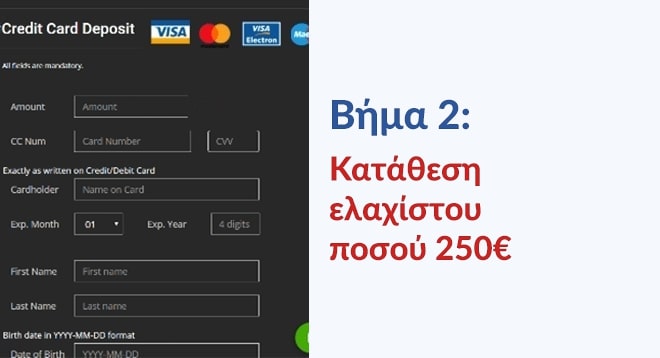 Credit Card Deposit VISA MasterCard VISA Electron Mae
All fields are mandatory.
Amount Amount
CC Num Card Number CVV
Exactly as written on Credit/Debit Card
Cardholder Name on Card
Exp. Month 01 Exp. Year 4 digits
First Name First name
Last Name Last name
Birth date in YYYY-MM-DD format
Date of Birth YYYY-MM-DD
Βήμα 2:
Κατάθεση
ελαχίστου
ποσού 250€